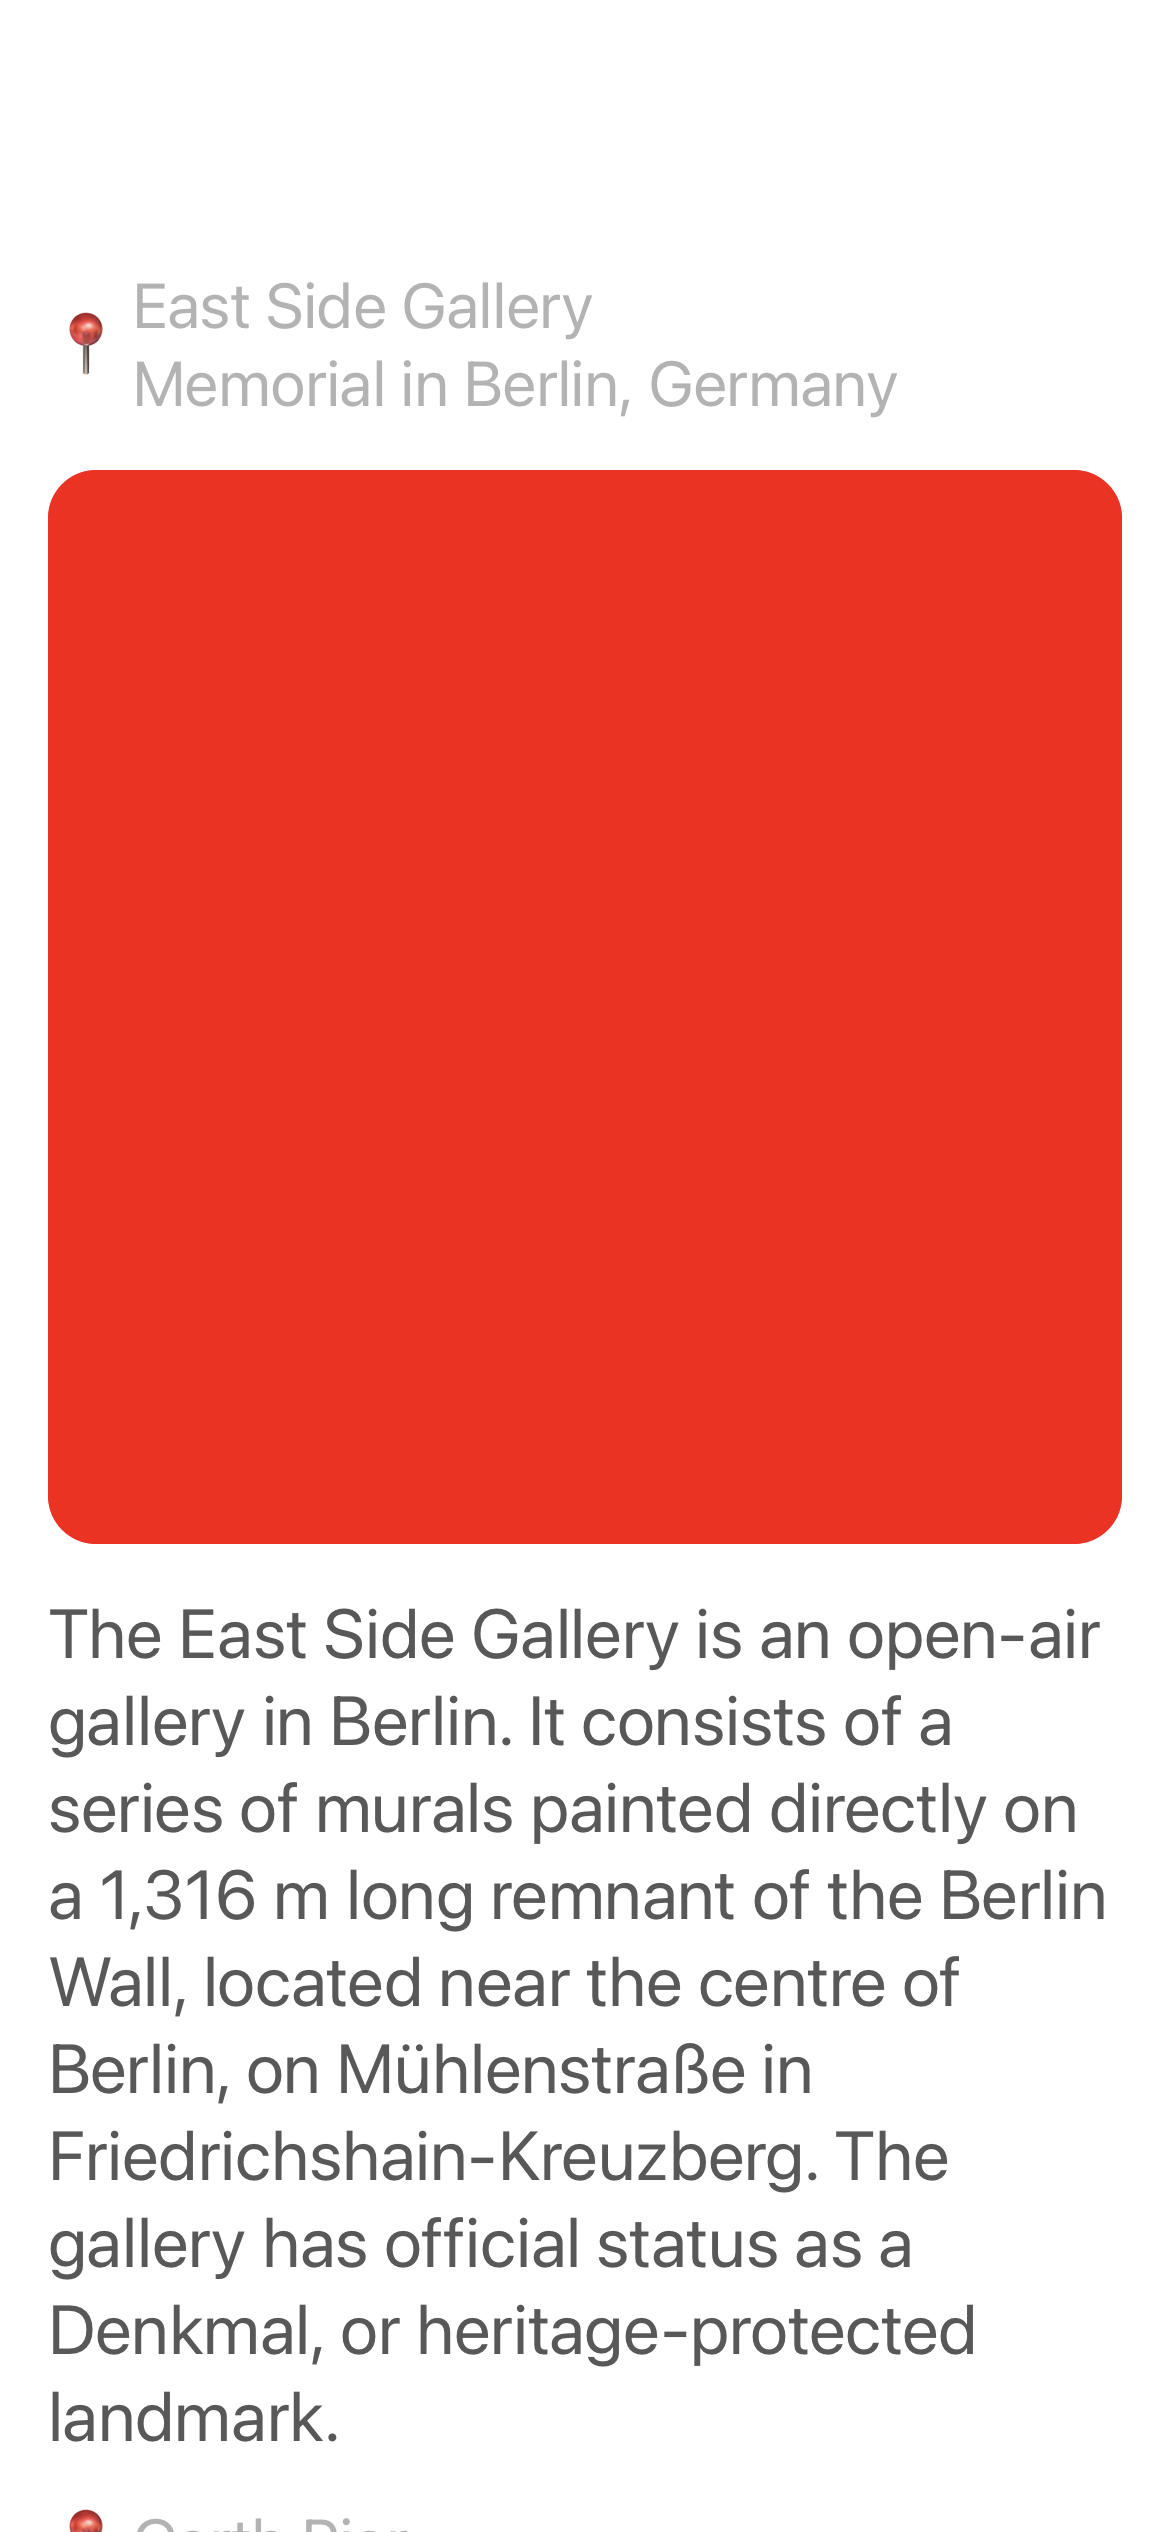 East Side Gallery
Memorial in Berlin, Germany
The East Side Gallery is an open-air
gallery in Berlin. It consists of a
series of murals painted directly on
a 1,316 m long remnant of the Berlin
Wall, located near the centre of
Berlin, on Mühlenstraße in
Friedrichshain-Kreuzberg. The
gallery has official status as a
Denkmal, or heritage-protected
landmark.